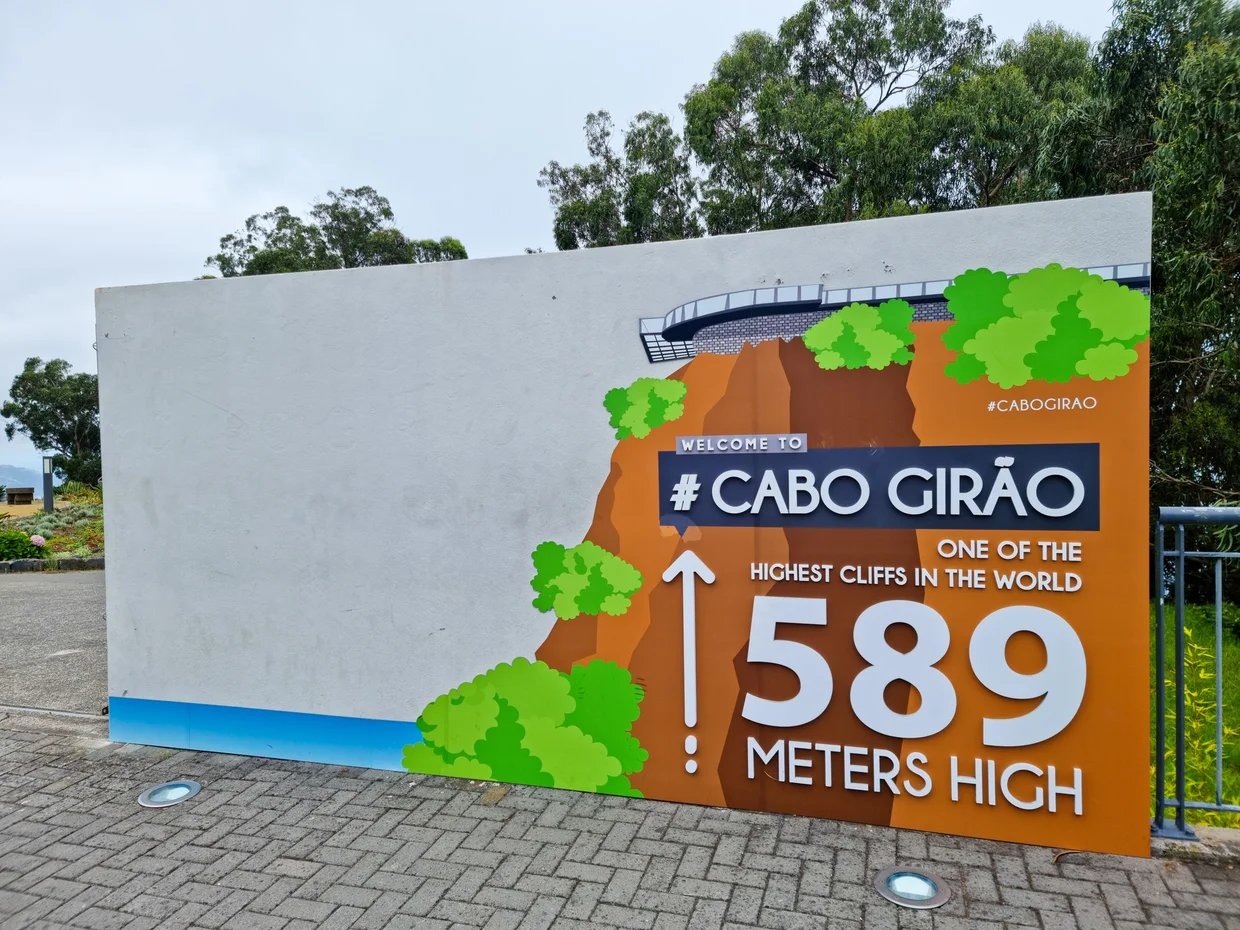 #CABOGIRAO
WELCOME TO
# CABO GIRÃO
ONE OF THE
HIGHEST CLIFFS IN THE WORLD
589
METERS HIGH